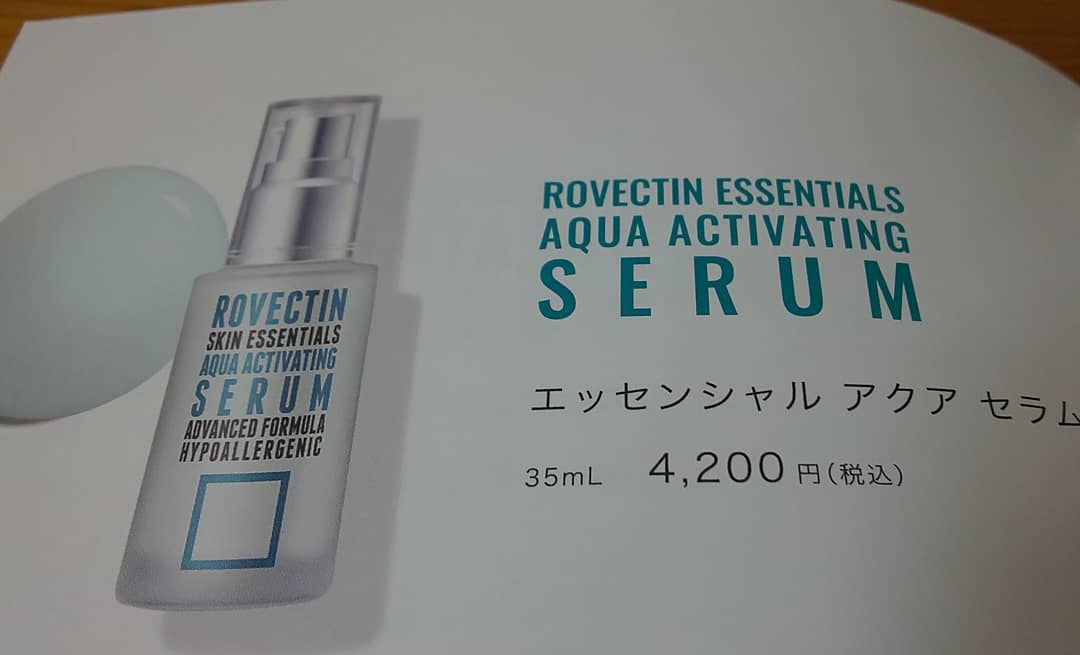 ROVECTIN
SKIN ESSENTIALS
AQUA ACTIVATING
SERUM
ADVANCED FORMULA
HYPOALLERGENIC
ROVECTIN ESSENTIALS
AQUA ACTIVATING
SERUM
エッセンシャル アクア セラム
35mL 4,200円(税込)